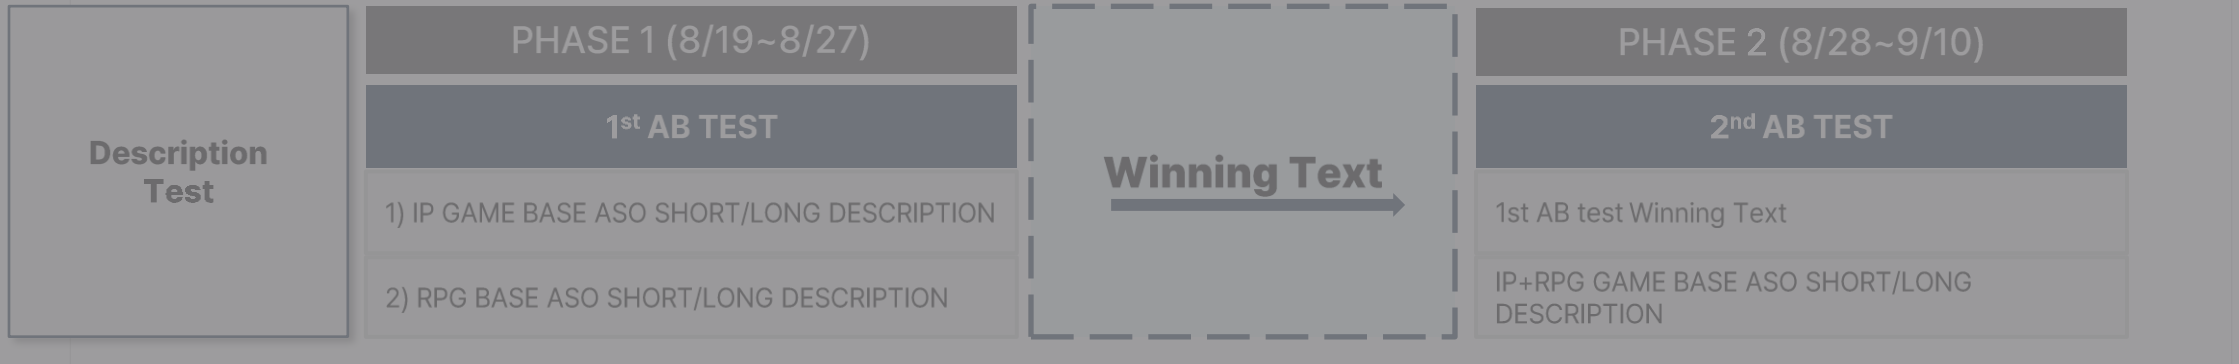 Description
Test
PHASE 1 (8/19~8/27)
1st AB TEST
1) IP GAME BASE ASO SHORT/LONG DESCRIPTION
2) RPG BASE ASO SHORT/LONG DESCRIPTION
Winning Text
PHASE 2 (8/28~9/10)
2nd AB TEST
1st AB test Winning Text
IP+RPG GAME BASE ASO SHORT/LONG
DESCRIPTION